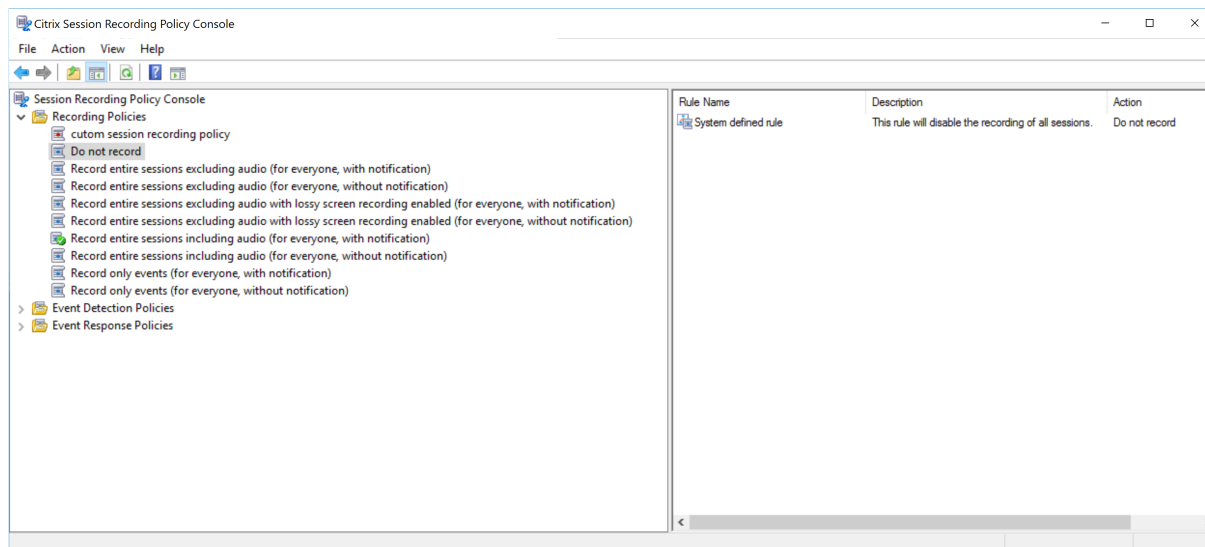 Citrix Session Recording Policy Console
File Action View Help
Session Recording Policy Console
Recording Policies
cutom session recording policy
Do not record
Record entire sessions excluding audio (for everyone, with notification)
Record entire sessions excluding audio (for everyone, without notification)
Record entire sessions excluding audio with lossy screen recording enabled (for everyone, with notification)
Record entire sessions excluding audio with lossy screen recording enabled (for everyone, without notification)
Record entire sessions including audio (for everyone, with notification)
Record entire sessions including audio (for everyone, without notification)
Record only events (for everyone, with notification)
Record only events (for everyone, without notification)
Event Detection Policies
Event Response Policies
Rule Name Description Action
System defined rule This rule will disable the recording of all sessions. Do not record